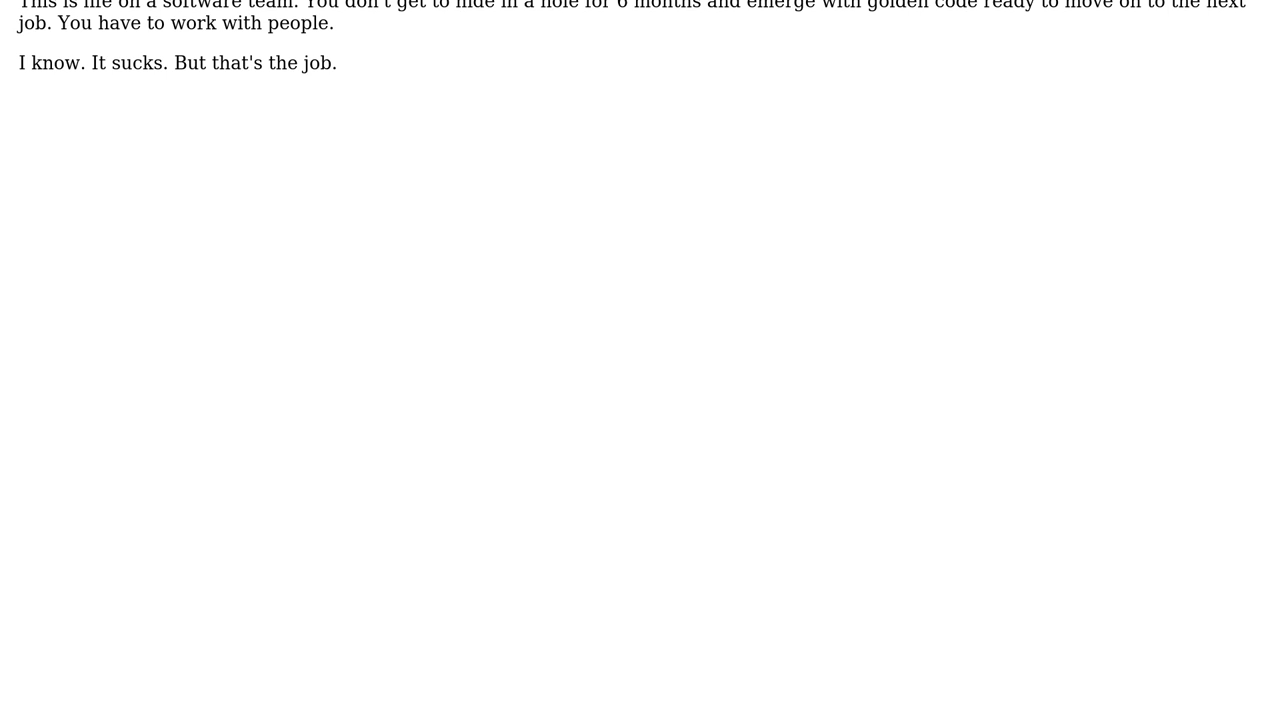 This is life on a software team. You don't get to hide in a hole for 6 months and emerge with golden code ready to move on to the next
job. You have to work with people.
I know. It sucks. But that's the job.